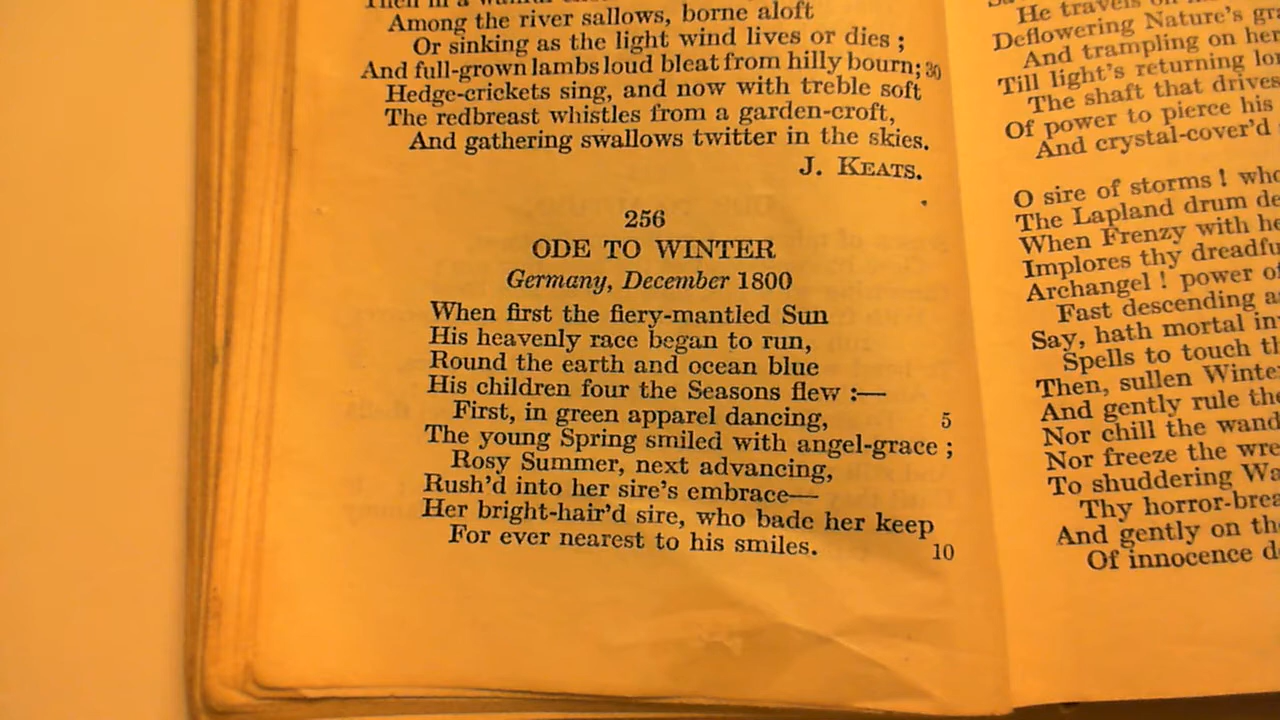 Among the river sallows, borne aloft
Or sinking as the light wind lives or dies ;
And full-grown lambs loud bleat from hilly bourn; 30
Hedge-crickets sing, and now with treble soft
The redbreast whistles from a garden-croft,
And gathering swallows twitter in the skies.
J. KEATS.
256
ODE TO WINTER
Germany, December 1800
When first the fiery-mantled Sun
His heavenly race began to run,
Round the earth and ocean blue
His children four the Seasons flew :—
First, in green apparel dancing, 5
The young Spring smiled with angel-grace ;
Rosy Summer, next advancing,
Rush'd into her sire's embrace—
Her bright-hair'd sire, who bade her keep
For ever nearest to his smiles. 10
He travels on
Deflowering Nature's
And trampling on her
Till light's returning
The shaft that drives
Of power to pierce his
And crystal-cover'd
O sire of storms ! who
The Lapland drum
When Frenzy with
Implores thy
Archangel ! power of
Fast descending
Say, hath mortal
Spells to touch
Then, sullen
And gently rule
Nor chill the
Nor freeze the
To shuddering
Thy
And gently on
Of innocence